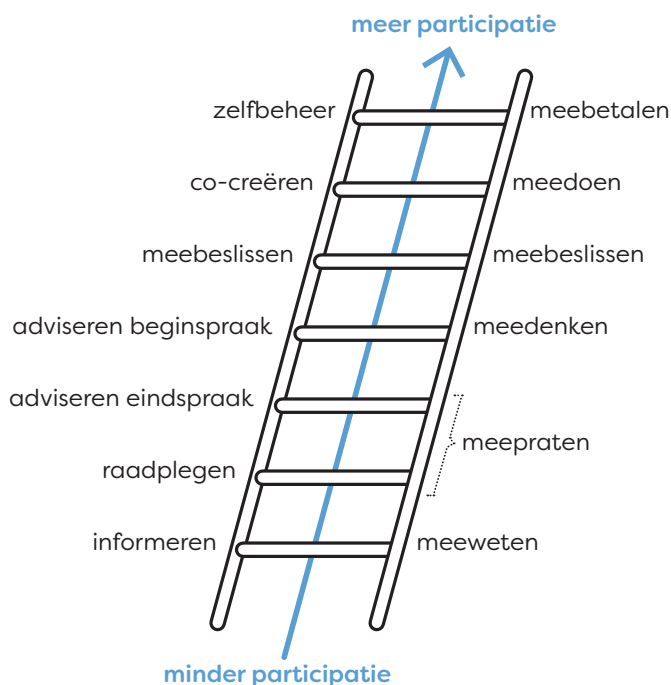 meer participatie
zelfbeheer
meebetalen
co-creëren
meedoen
meebeslissen
meebeslissen
adviseren beginspraak
meedenken
adviseren eindspraak
meepraten
raadplegen
informeren
meeweten
minder participatie